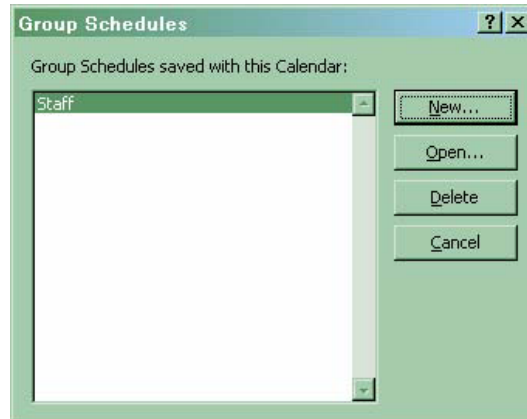 Group Schedules
Group Schedules saved with this Calendar:
Staff
New...
Open...
Delete
Cancel